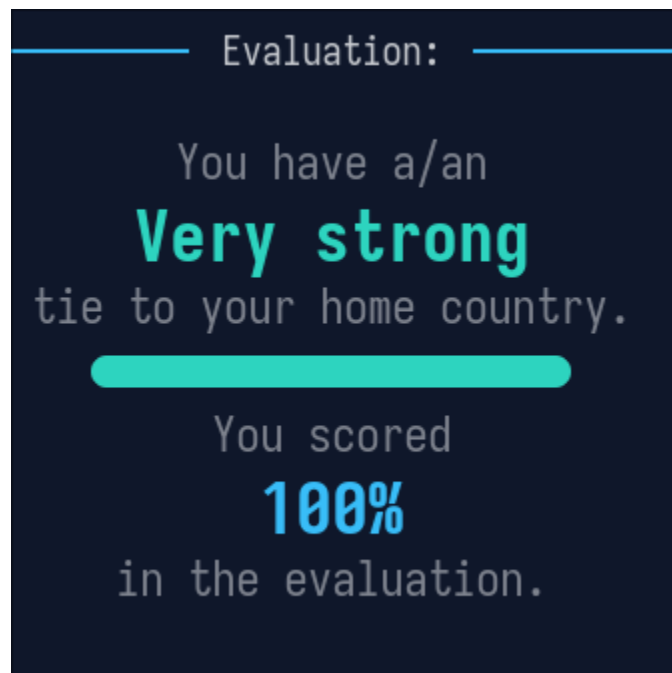 Evaluation:
You have a/an
Very strong
tie to your home country.
You scored
100%
in the evaluation.